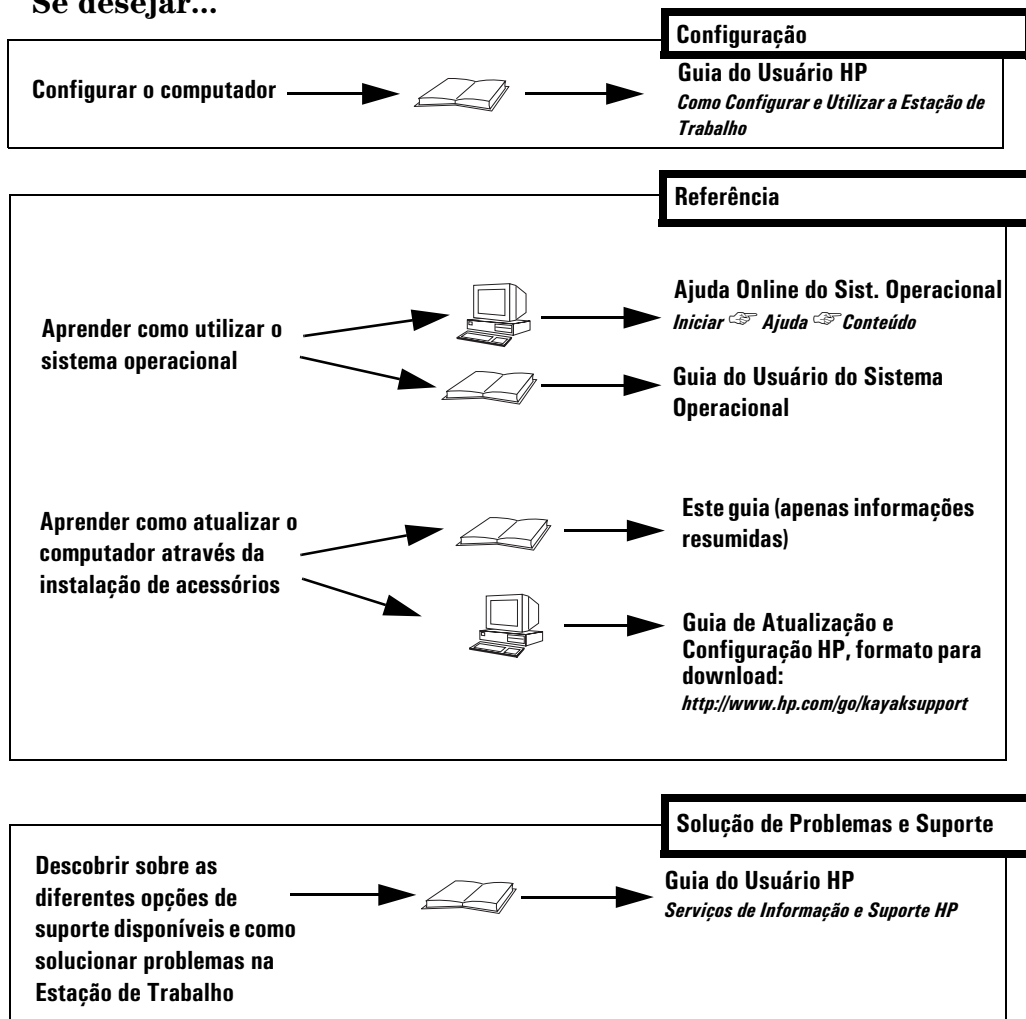 Se desejar...
Configuração
Configurar o computador
Guia do Usuário HP
Como Configurar e Utilizar a Estação de
Trabalho
Referência
Aprender como utilizar o
sistema operacional
Ajuda Online do Sist. Operacional
Iniciar ☞ Ajuda ☞ Conteúdo
Guia do Usuário do Sistema
Operacional
Aprender como atualizar o
computador através da
instalação de acessórios
Este guia (apenas informações
resumidas)
Guia de Atualização e
Configuração HP, formato para
download:
http://www.hp.com/go/kayaksupport
Solução de Problemas e Suporte
Descobrir sobre as
diferentes opções de
suporte disponíveis e como
solucionar problemas na
Estação de Trabalho
Guia do Usuário HP
Serviços de Informação e Suporte HP